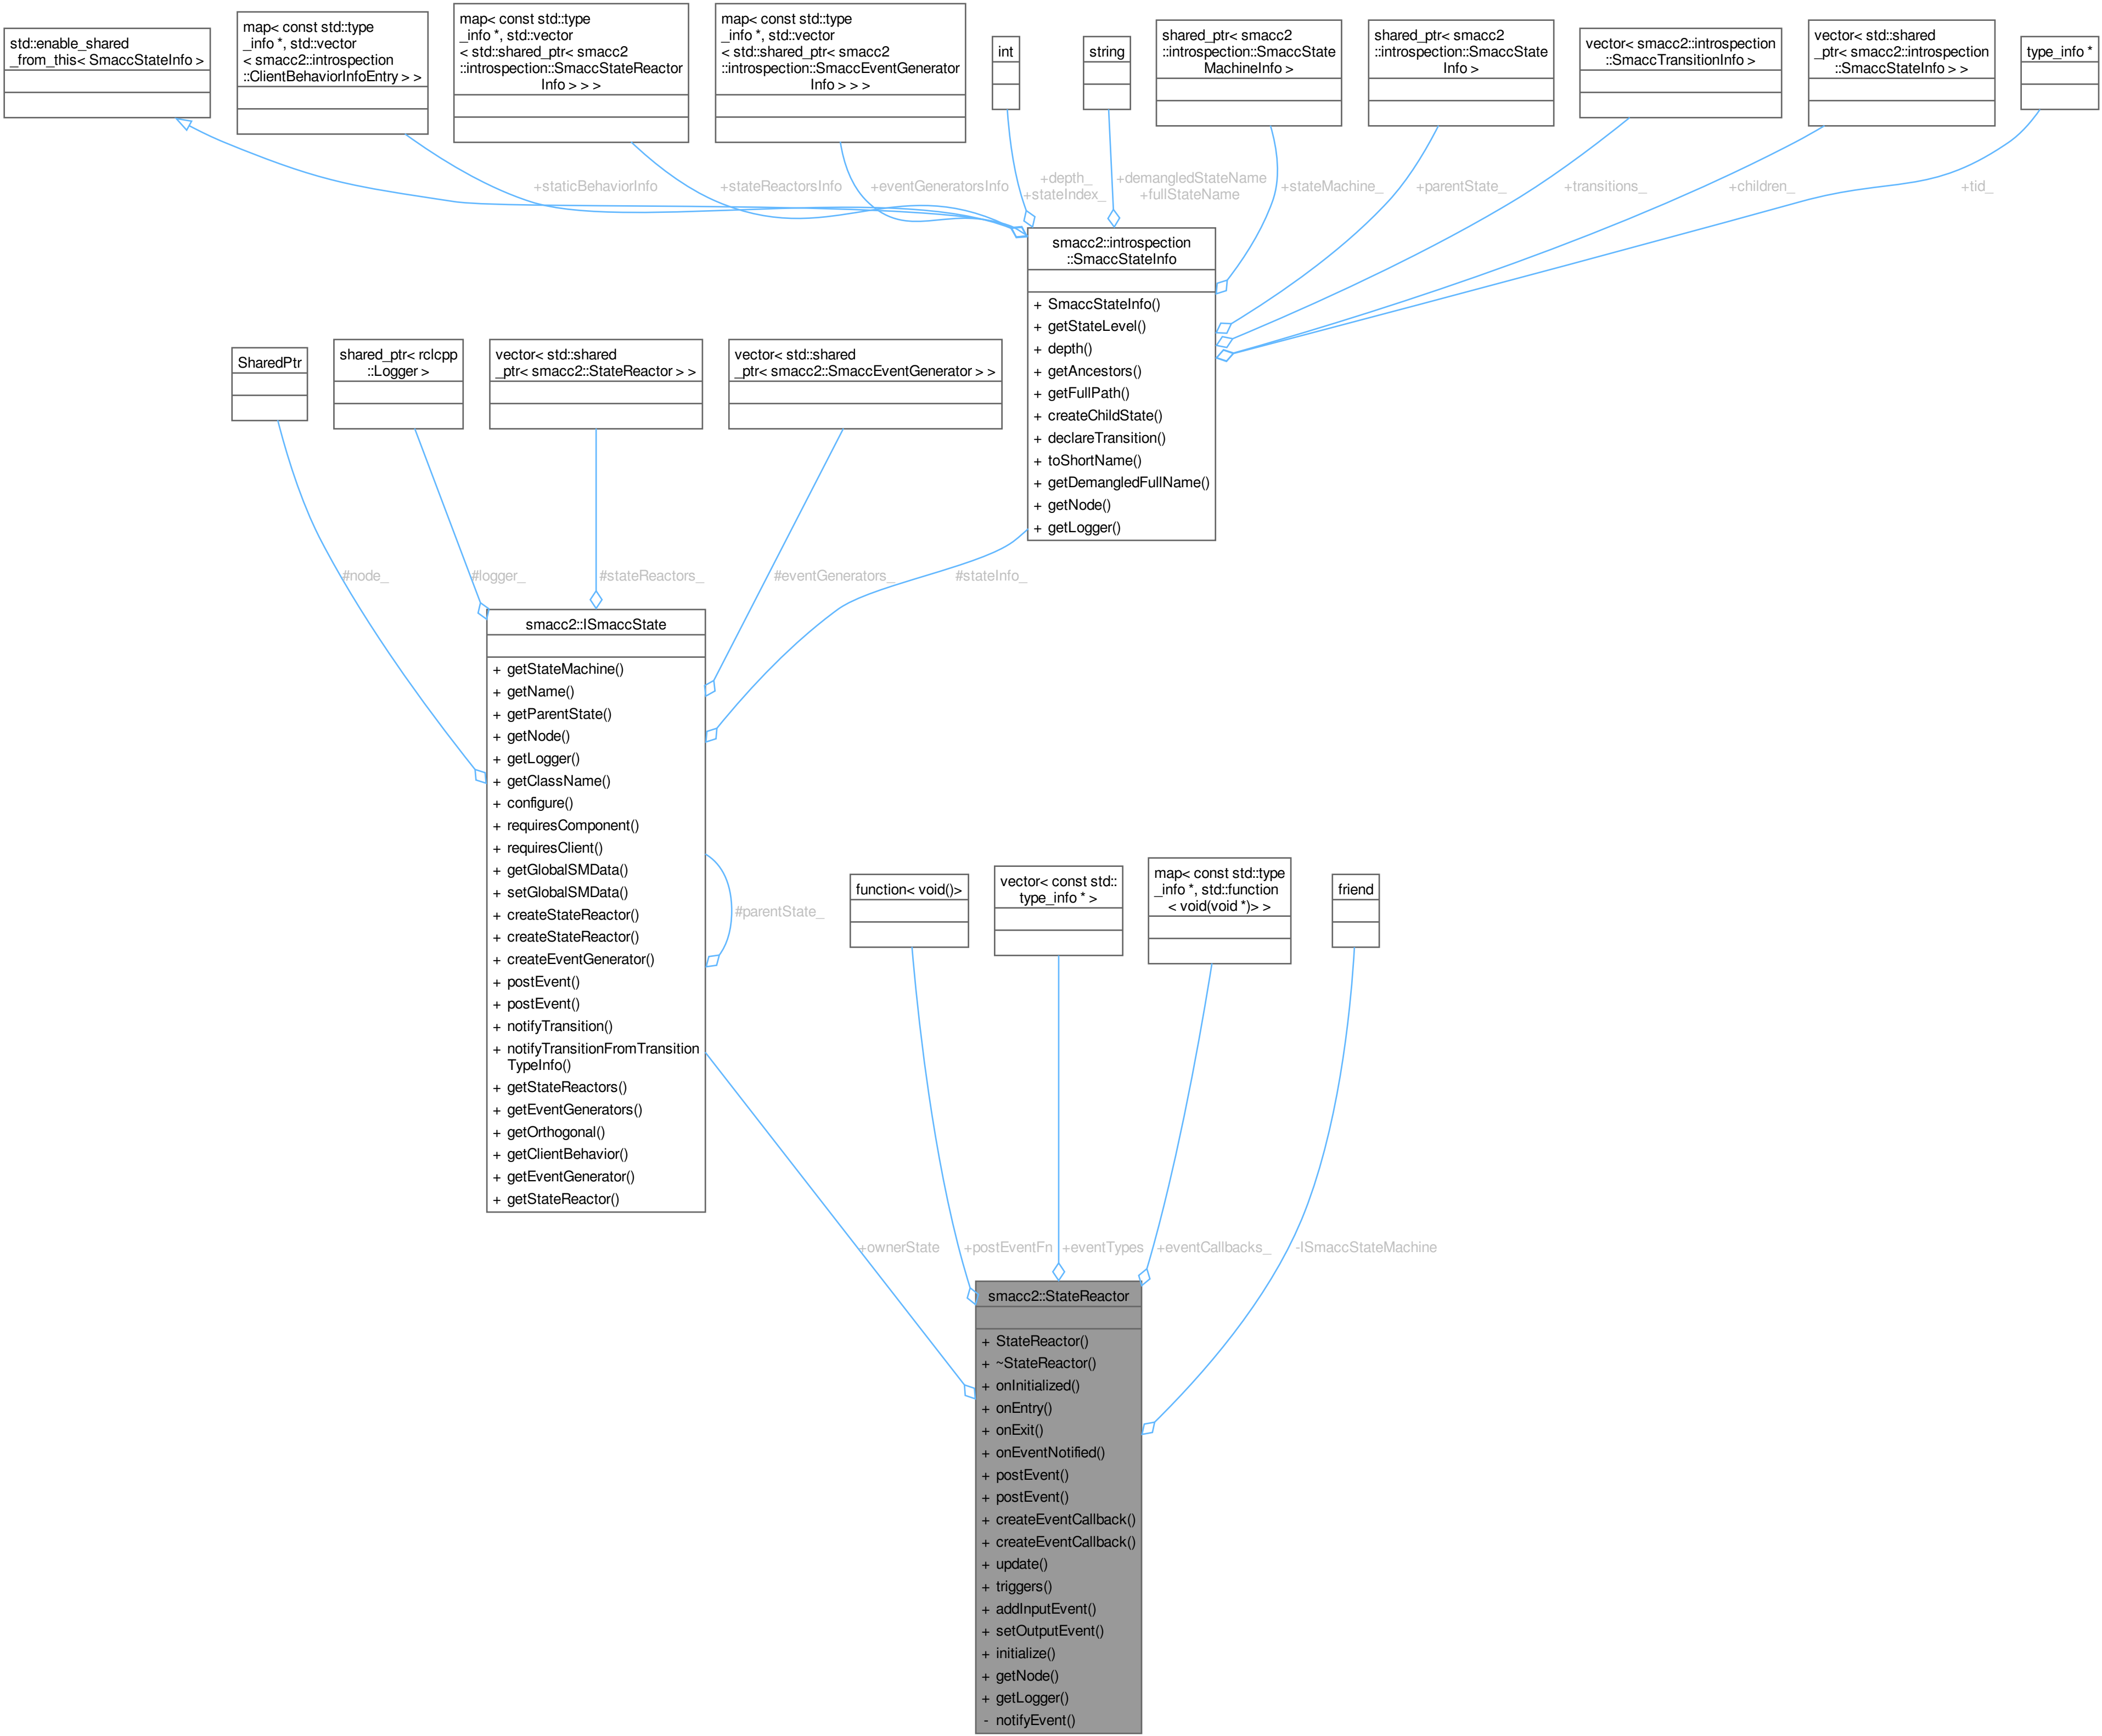 std::enable_shared
_from_this< SmaccStateInfo >
map< const std::type
_info *, std::vector
< smacc2::introspection
::ClientBehaviorInfoEntry > >
map< const std::type
_info *, std::vector
< std::shared_ptr< smacc2
::introspection::SmaccStateReactor
Info > > >
map< const std::type
_info *, std::vector
< std::shared_ptr< smacc2
::introspection::SmaccEventGenerator
Info > > >
int
string
shared_ptr< smacc2
::introspection::SmaccState
MachineInfo >
shared_ptr< smacc2
::introspection::SmaccState
Info >
vector< smacc2::introspection
::SmaccTransitionInfo >
vector< std::shared
_ptr< smacc2::introspection
::SmaccStateInfo > >
type_info *
+staticBehaviorInfo
+stateReactorsInfo
+eventGeneratorsInfo
+depth_
+stateIndex_
+demangledStateName
+fullStateName
+stateMachine_
+parentState_
+transitions_
+children_
+tid_
smacc2::introspection
::SmaccStateInfo
+ SmaccStateInfo()
+ getStateLevel()
+ depth()
+ getAncestors()
+ getFullPath()
+ createChildState()
+ declareTransition()
+ toShortName()
+ getDemangledFullName()
+ getNode()
+ getLogger()
SharedPtr
shared_ptr< rclcpp
::Logger >
vector< std::shared
_ptr< smacc2::StateReactor > >
vector< std::shared
_ptr< smacc2::SmaccEventGenerator > >
#node_
#logger_
#stateReactors_
#eventGenerators_
#stateInfo_
smacc2::ISmaccState
+ getStateMachine()
+ getName()
+ getParentState()
+ getNode()
+ getLogger()
+ getClassName()
+ configure()
+ requiresComponent()
+ requiresClient()
+ getGlobalSMData()
+ setGlobalSMData()
+ createStateReactor()
+ createStateReactor()
+ createEventGenerator()
+ postEvent()
+ postEvent()
+ notifyTransition()
+ notifyTransitionFromTransition
TypeInfo()
+ getStateReactors()
+ getEventGenerators()
+ getOrthogonal()
+ getClientBehavior()
+ getEventGenerator()
+ getStateReactor()
#parentState_
function< void()>
vector< const std::
type_info * >
map< const std::type
_info *, std::function
< void(void *)> >
friend
+ownerState
+postEventFn
+eventTypes
+eventCallbacks_
-ISmaccStateMachine
smacc2::StateReactor
+ StateReactor()
+ ~StateReactor()
+ onInitialized()
+ onEntry()
+ onExit()
+ onEventNotified()
+ postEvent()
+ postEvent()
+ createEventCallback()
+ createEventCallback()
+ update()
+ triggers()
+ addInputEvent()
+ setOutputEvent()
+ initialize()
+ getNode()
+ getLogger()
- notifyEvent()